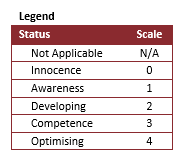 Legend
Status Scale
Not Applicable N/A
Innocence 0
Awareness 1
Developing 2
Competence 3
Optimising 4